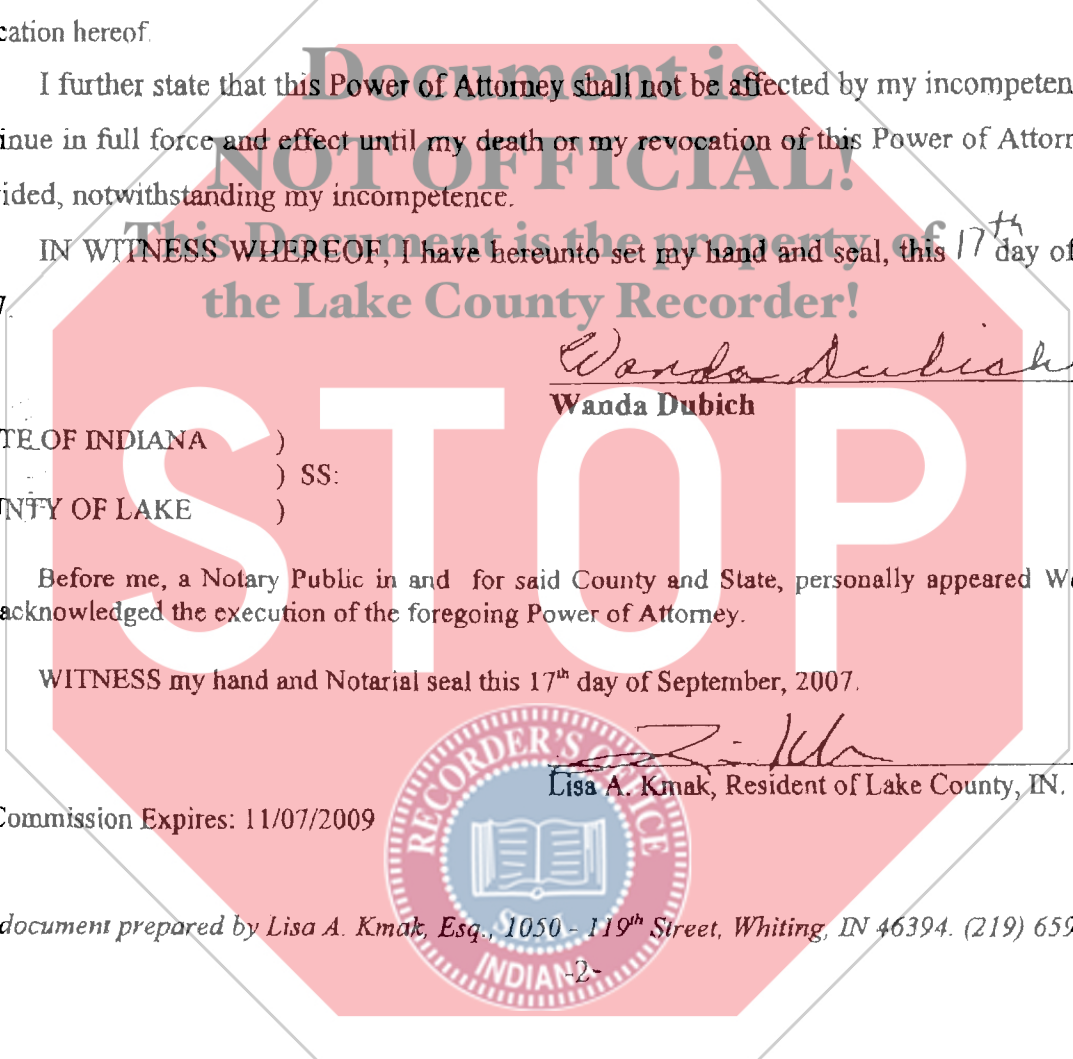 cation hereof.
Document is
I further state that this Power of Attorney shall not be affected by my incompeten
inue in full force and effect until my death or my revocation of this Power of Attorn
NOT OFFICIAL!
ided, notwithstanding my incompetence.
This Document is the property of
IN WITNESS WHEREOF, I have hereunto set my hand and seal, this 17th day of
the Lake County Recorder!
7.
Wanda Dubich
Wanda Dubich
STOP
TE OF INDIANA )
) SS:
NTY OF LAKE )
Before me, a Notary Public in and for said County and State, personally appeared W
acknowledged the execution of the foregoing Power of Attorney.
WITNESS my hand and Notarial seal this 17th day of September, 2007.
RECORDER'S OFFICE
Lisa A. Kmak, Resident of Lake County, IN.
Commission Expires: 11/07/2009
SEAL
document prepared by Lisa A. Kmak, Esq., 1050 - 119th Street, Whiting, IN 46394. (219) 659
INDIANA
-2-